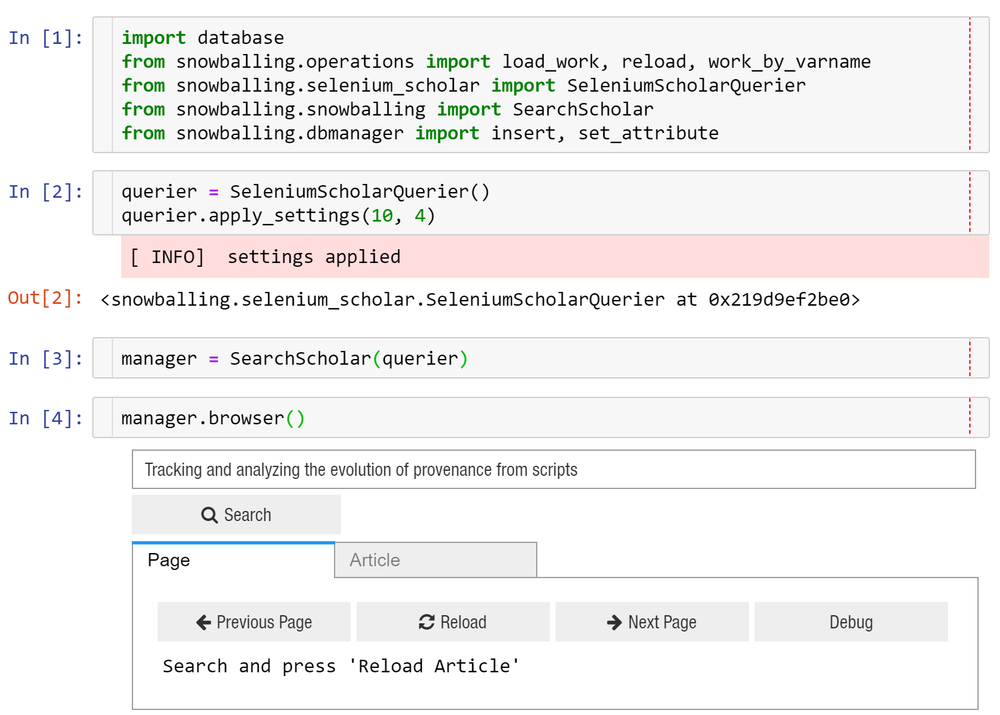 In [1]:
import database
from snowballing.operations import load_work, reload, work_by_varname
from snowballing.selenium_scholar import SeleniumScholarQuerier
from snowballing.snowballing import SearchScholar
from snowballing.dbmanager import insert, set_attribute
In [2]:
querier = SeleniumScholarQuerier()
querier.apply_settings(10, 4)
[ INFO]  settings applied
Out[2]: <snowballing.selenium_scholar.SeleniumScholarQuerier at 0x219d9ef2be0>
In [3]: manager = SearchScholar(querier)
In [4]: manager.browser()
Tracking and analyzing the evolution of provenance from scripts
Search
Page Article
Previous Page Reload Next Page Debug
Search and press 'Reload Article'